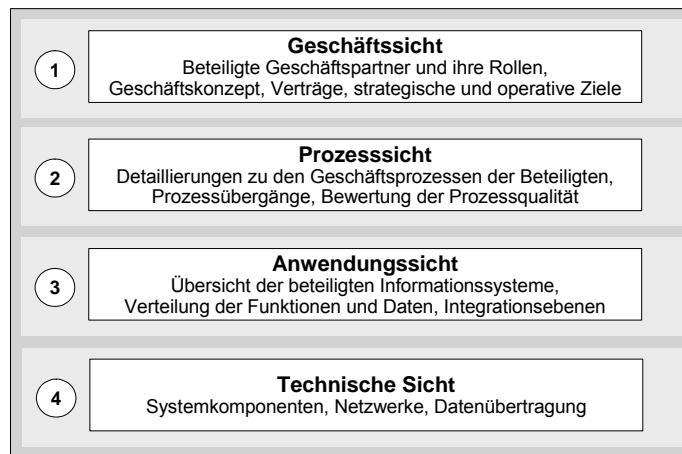 1
Geschäftssicht
Beteiligte Geschäftspartner und ihre Rollen,
Geschäftskonzept, Verträge, strategische und operative Ziele
2
Prozesssicht
Detaillierungen zu den Geschäftsprozessen der Beteiligten,
Prozessübergänge, Bewertung der Prozessqualität
3
Anwendungssicht
Übersicht der beteiligten Informationssysteme,
Verteilung der Funktionen und Daten, Integrationsebenen
4
Technische Sicht
Systemkomponenten, Netzwerke, Datenübertragung